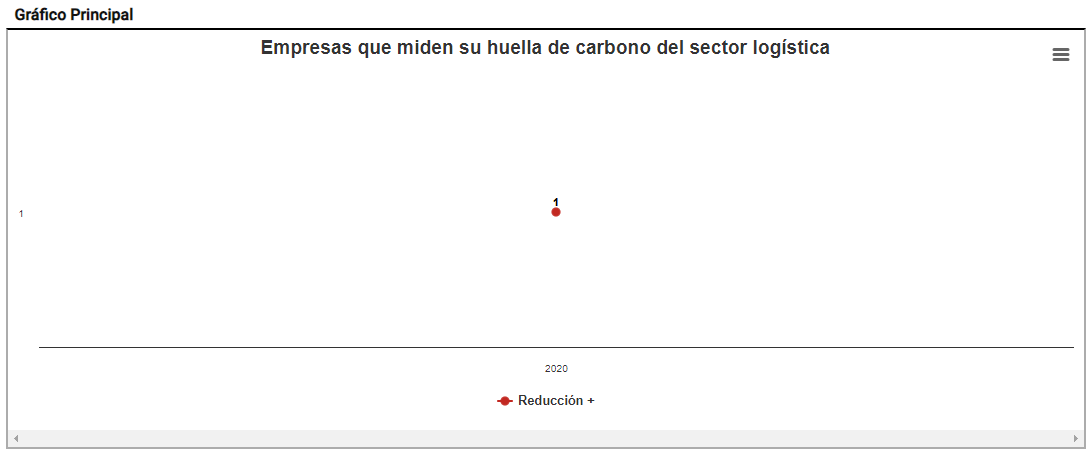 Gráfico Principal
Empresas que miden su huella de carbono del sector logística
1
1
2020
Reducción +